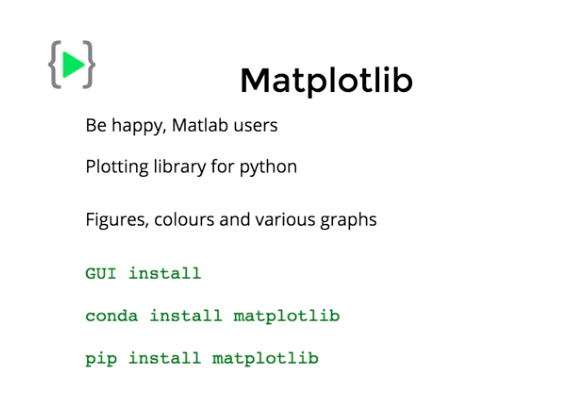 Matplotlib
Be happy, Matlab users
Plotting library for python
Figures, colours and various graphs
GUI install
conda install matplotlib
pip install matplotlib